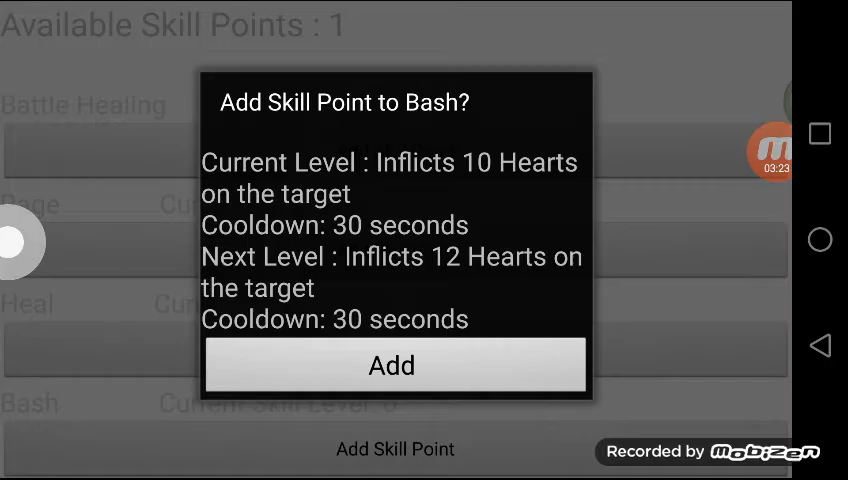 Available Skill Points : 1
Battle Healing
Add Skill Point to Bash?
Current Level : Inflicts 10 Hearts
on the target
Cooldown: 30 seconds
Next Level : Inflicts 12 Hearts on
the target
Cooldown: 30 seconds
Add
03:23
Heal
Bash
Current Skill Level
Add Skill Point
Recorded by mobizen